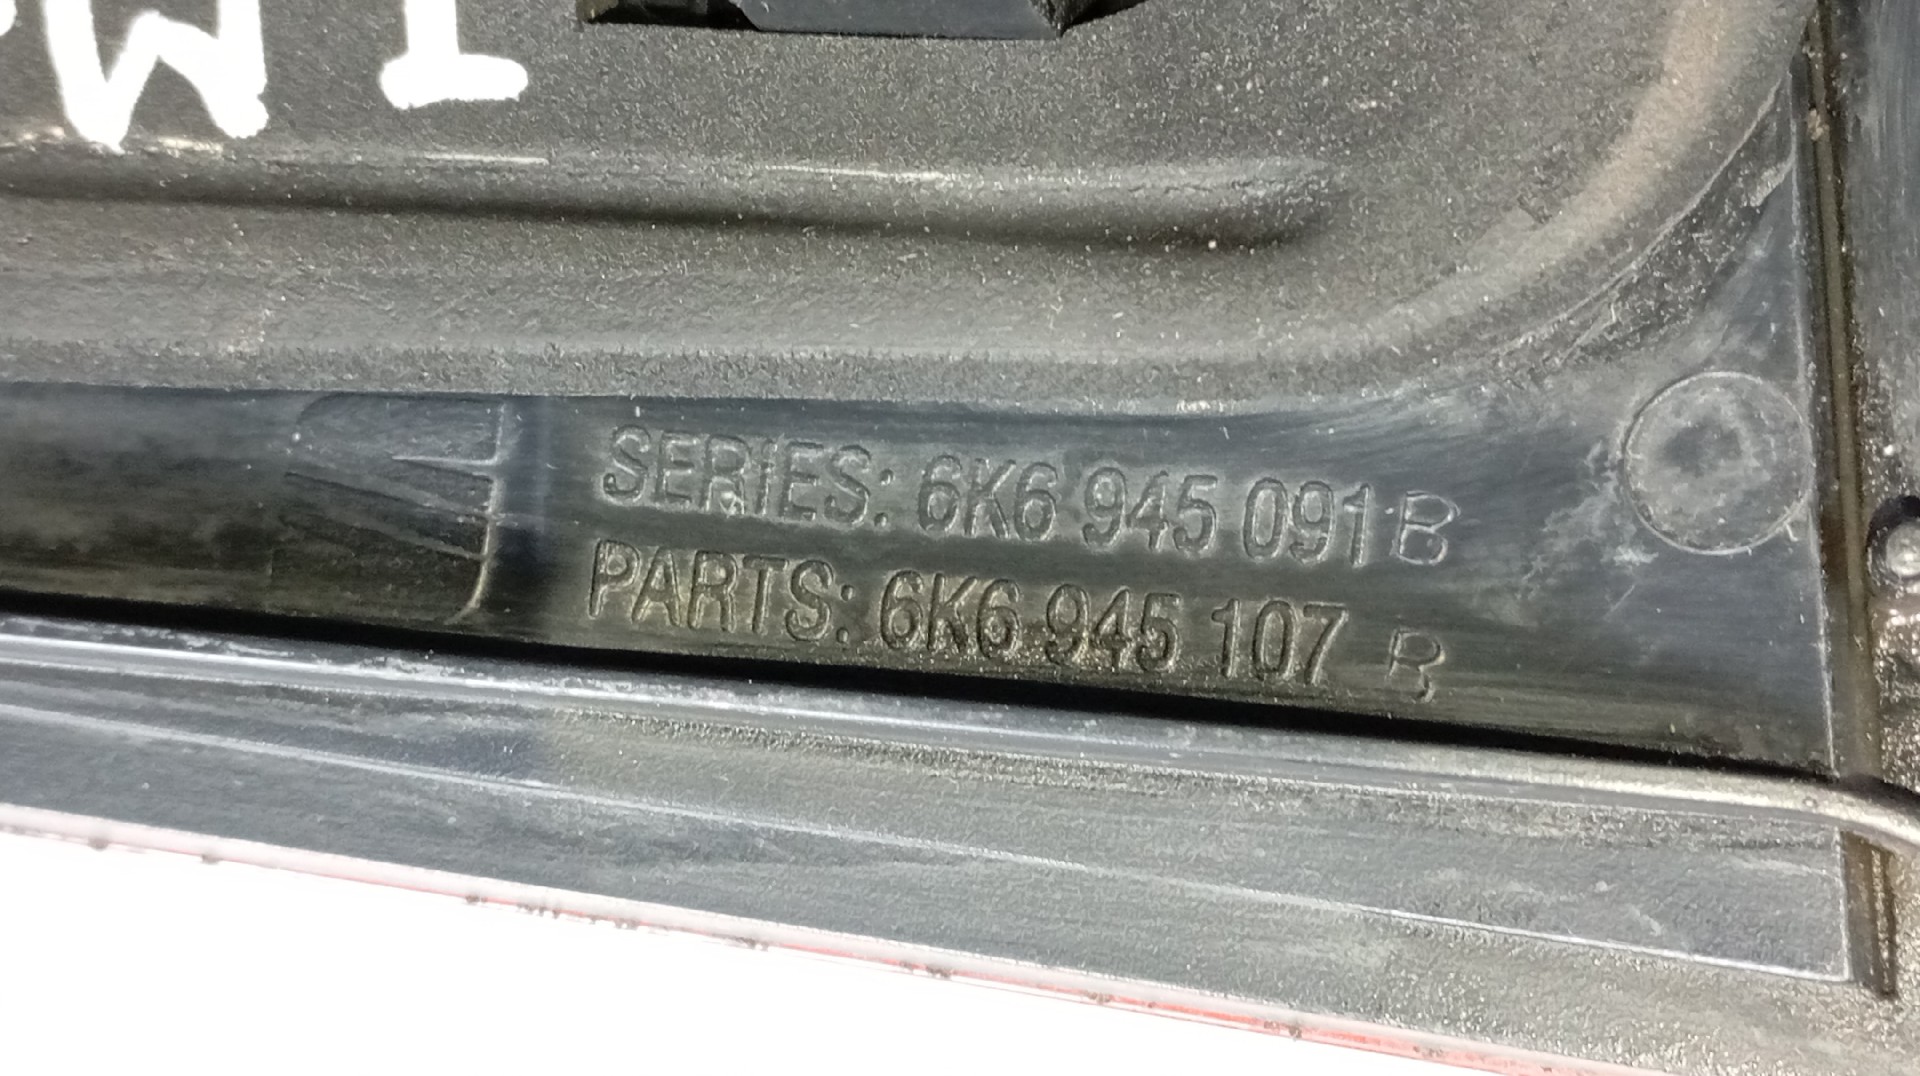 M I
SERIES: 6K6 945 091 B
PARTS: 6K6 945 107 B